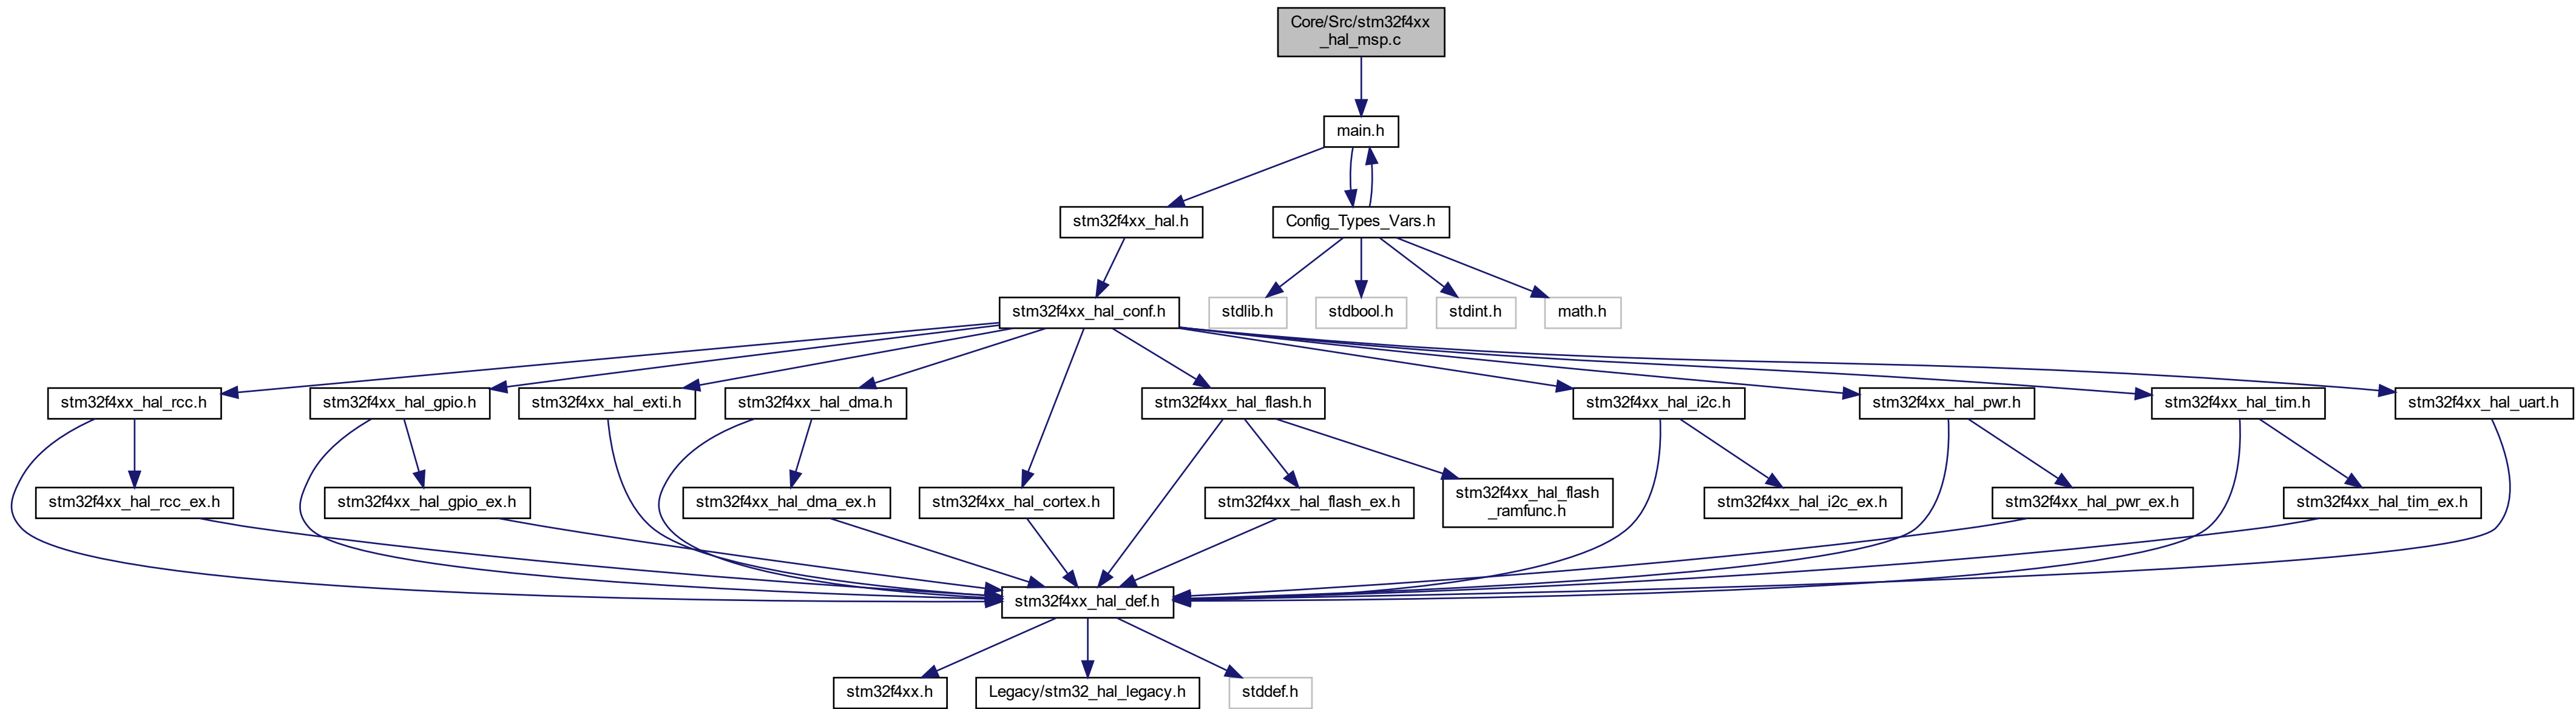 Core/Src/stm32f4xx
_hal_msp.c
main.h
stm32f4xx_hal.h
Config_Types_Vars.h
stm32f4xx_hal_conf.h
stdlib.h
stdbool.h
stdint.h
math.h
stm32f4xx_hal_rcc.h
stm32f4xx_hal_gpio.h
stm32f4xx_hal_exti.h
stm32f4xx_hal_dma.h
stm32f4xx_hal_flash.h
stm32f4xx_hal_i2c.h
stm32f4xx_hal_pwr.h
stm32f4xx_hal_tim.h
stm32f4xx_hal_uart.h
stm32f4xx_hal_rcc_ex.h
stm32f4xx_hal_gpio_ex.h
stm32f4xx_hal_dma_ex.h
stm32f4xx_hal_cortex.h
stm32f4xx_hal_flash_ex.h
stm32f4xx_hal_flash
_ramfunc.h
stm32f4xx_hal_i2c_ex.h
stm32f4xx_hal_pwr_ex.h
stm32f4xx_hal_tim_ex.h
stm32f4xx_hal_def.h
stm32f4xx.h
Legacy/stm32_hal_legacy.h
stddef.h